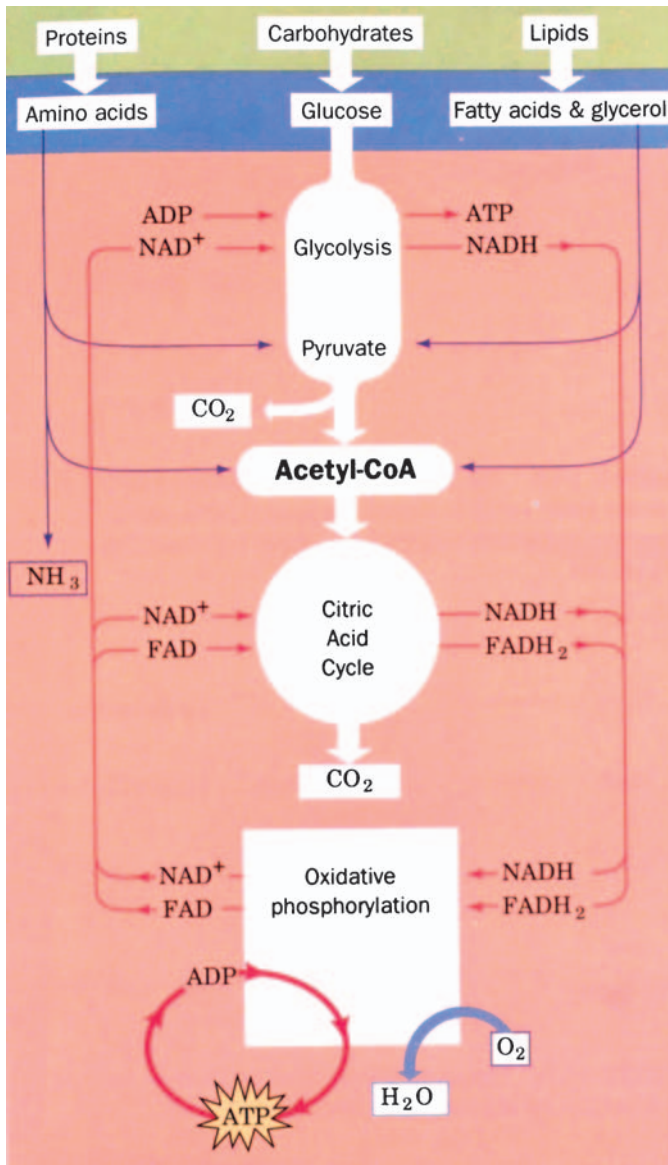 Proteins
Carbohydrates
Lipids
Amino acids
Glucose
Fatty acids & glycerol
ADP
ATP
NAD⁺
Glycolysis
NADH
Pyruvate
CO₂
Acetyl-CoA
NH₃
NAD⁺
Citric
Acid
Cycle
NADH
FAD
FADH₂
CO₂
NAD⁺
Oxidative
phosphorylation
NADH
FAD
FADH₂
ADP
O₂
H₂O
ATP